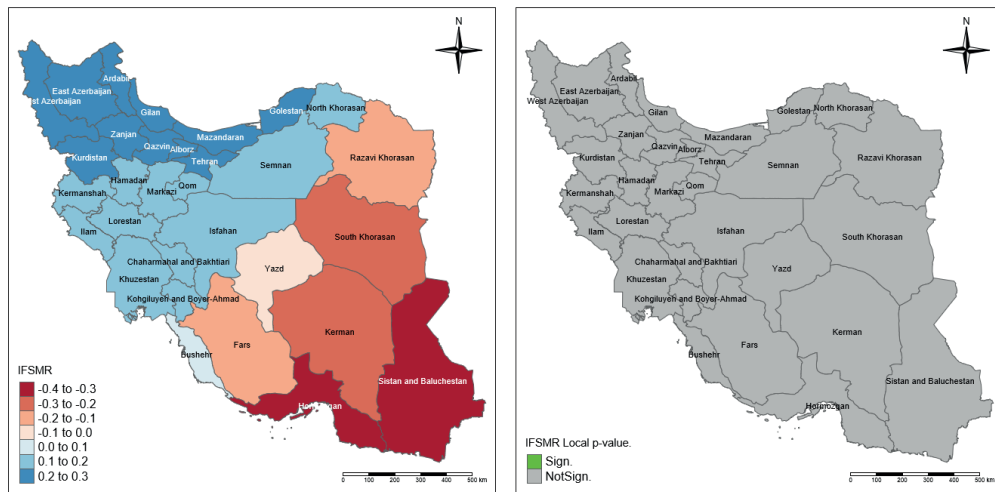 N
Ardabil
East Azerbaijan
est Azerbaijan
Gilan
Golestan
North Khorasan
Zanjan
Mazandaran
Qazvin
Alborz
Kurdistan
Tehran
Razavi Khorasan
Semnan
Hamadan
Qom
Kermanshah
Markazi
Lorestan
Ilam
Isfahan
South Khorasan
Chaharmahal and Bakhtiari
Yazd
Khuzestan
Kohgiluyeh and Boyer-Ahmad
Kerman
Fars
Bushehr
Sistan and Baluchestan
Hormozgan
IFSMR
-0.4 to -0.3
-0.3 to -0.2
-0.2 to -0.1
-0.1 to 0.0
0.0 to 0.1
0.1 to 0.2
0.2 to 0.3
0 100 200 300 400 500 km
N
Ardabil
East Azerbaijan
West Azerbaijan
Gilan
Golestan
North Khorasan
Zanjan
Mazandaran
Qazvin
Alborz
Kurdistan
Tehran
Razavi Khorasan
Semnan
Hamadan
Qom
Kermanshah
Markazi
Lorestan
Ilam
Isfahan
South Khorasan
Chaharmahal and Bakhtiari
Yazd
Khuzestan
Kohgiluyeh and Boyer-Ahmad
Kerman
Fars
Bushehr
Sistan and Baluchestan
Hormozgan
IFSMR Local p-value.
Sign.
NotSign.
0 100 200 300 400 500 km